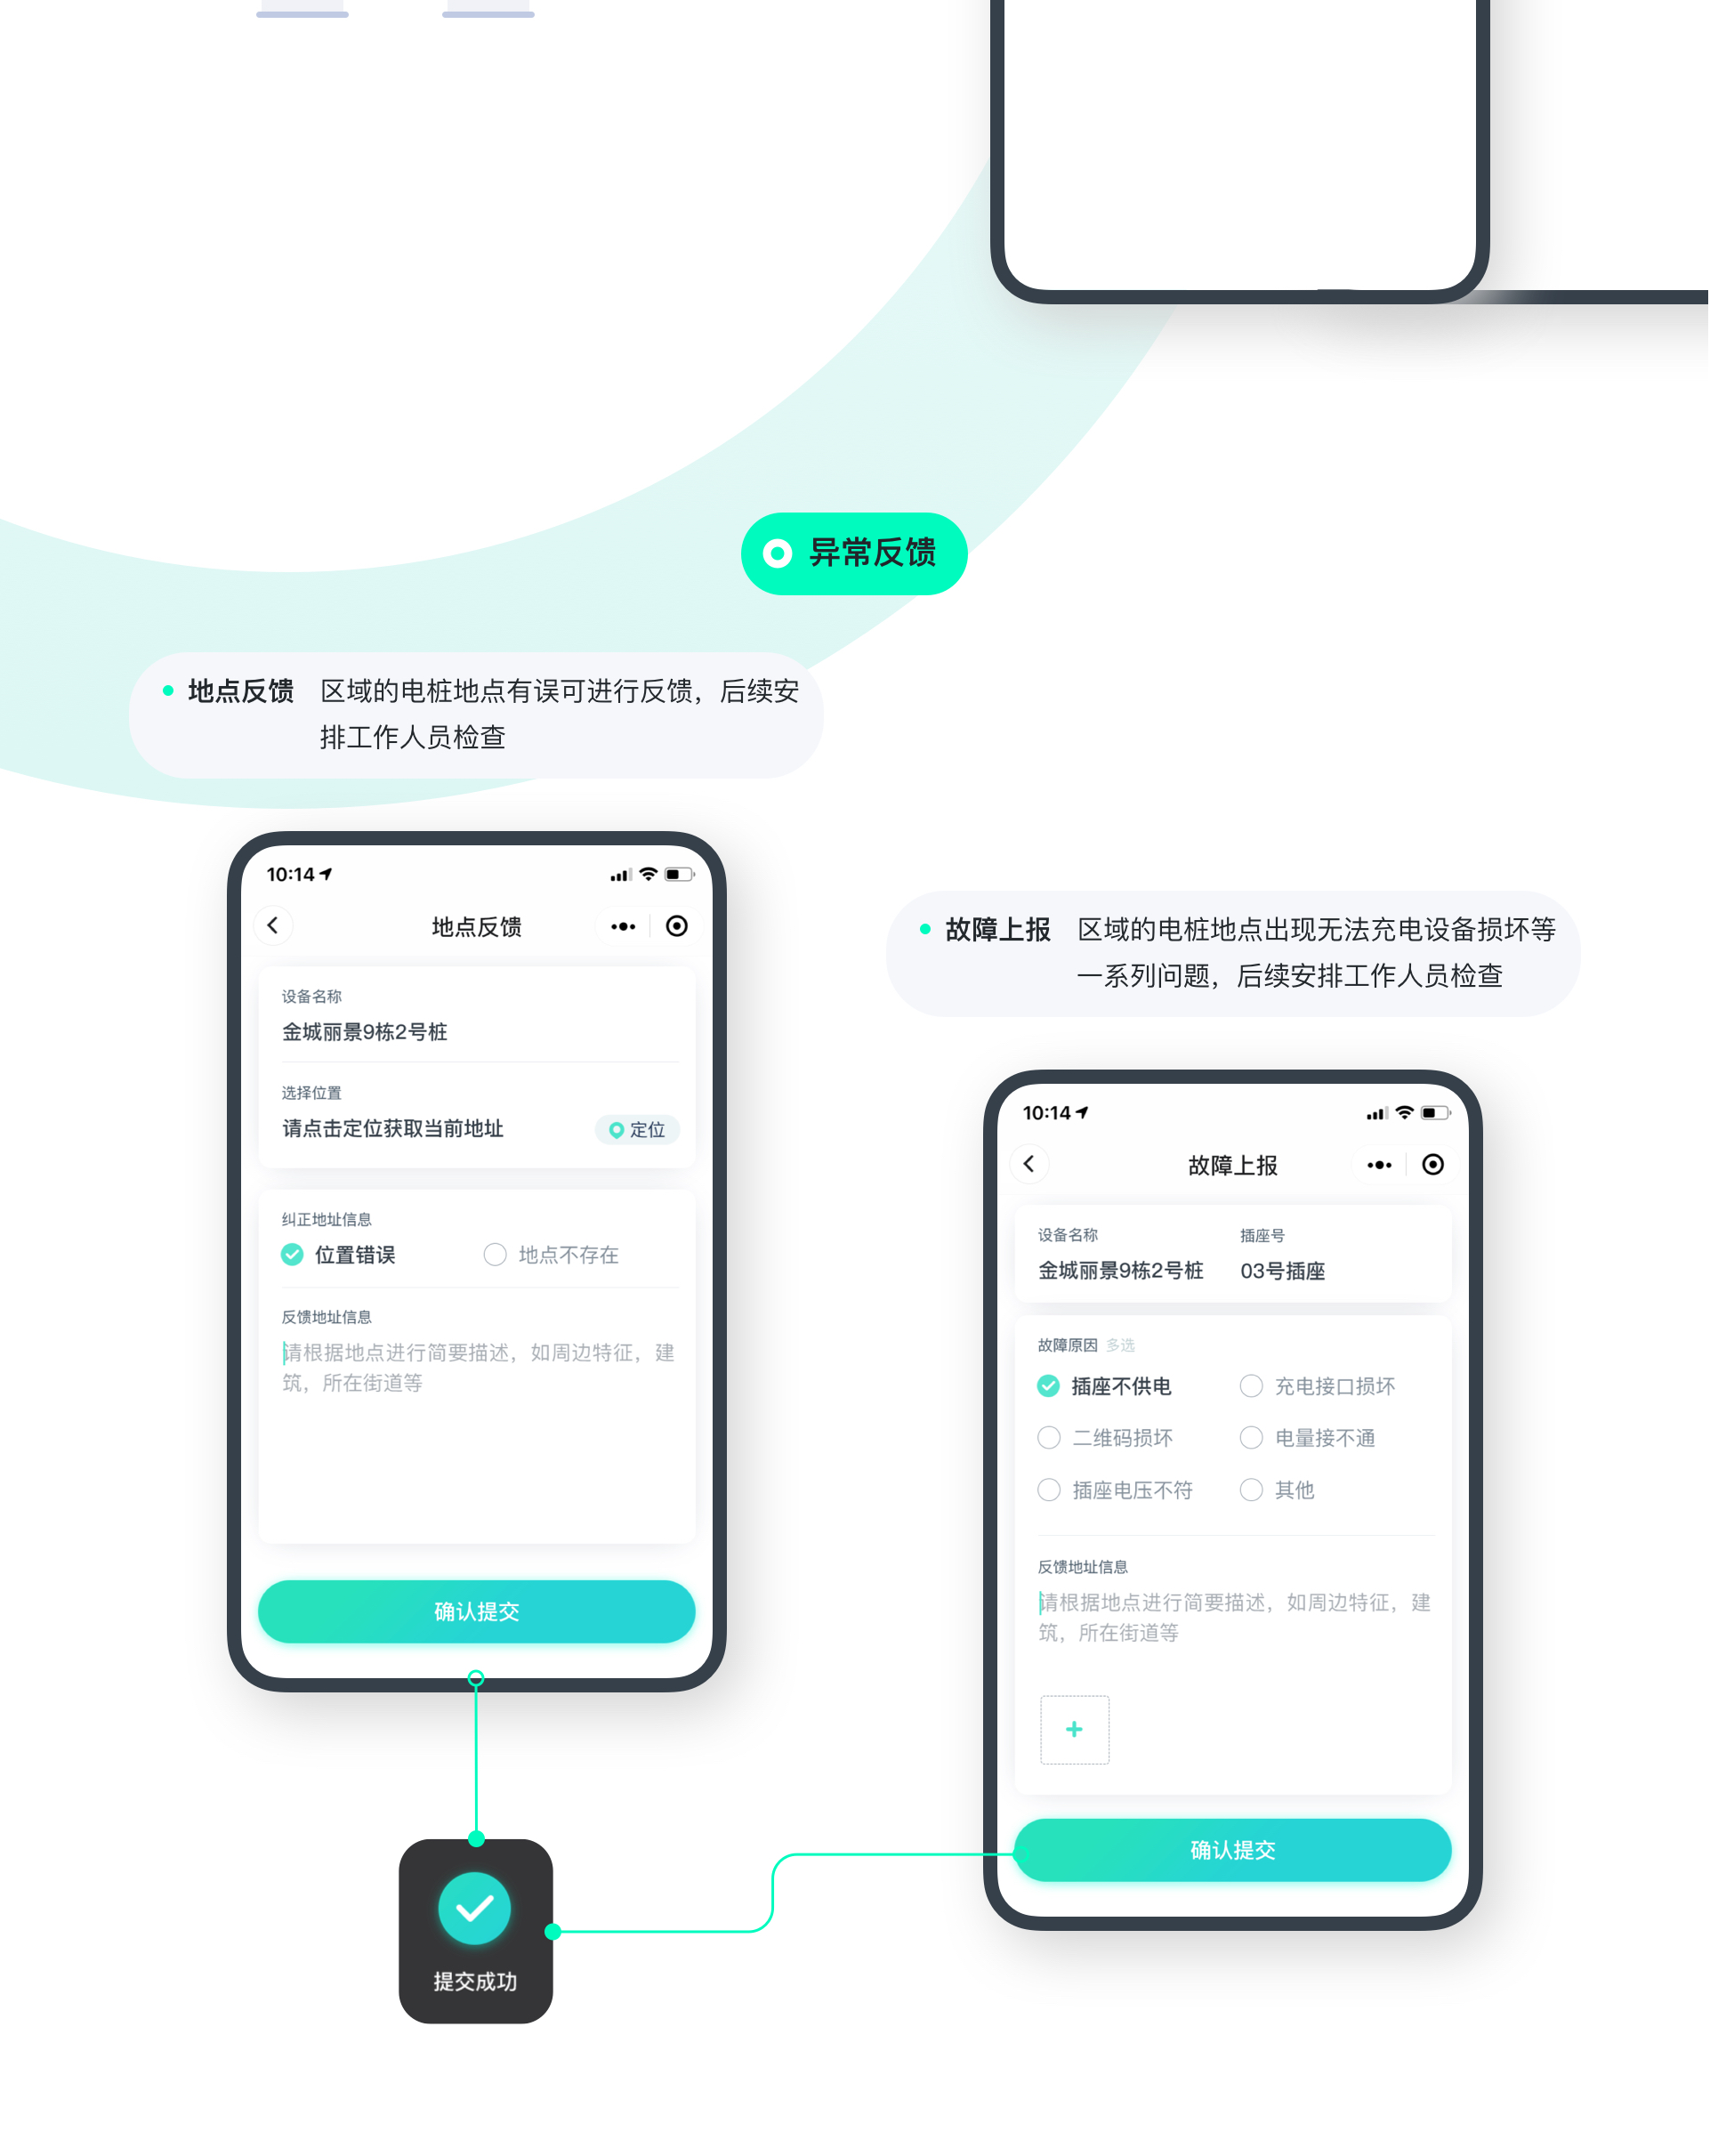 异常反馈
地点反馈 区域的电桩地点有误可进行反馈，后续安
排工作人员检查
10:14
地点反馈
设备名称
金城丽景9栋2号桩
选择位置
请点击定位获取当前地址 定位
纠正地址信息
位置错误 地点不存在
反馈地址信息
请根据地点进行简要描述，如周边特征，建
筑，所在街道等
确认提交
提交成功
故障上报 区域的电桩地点出现无法充电设备损坏等
一系列问题，后续安排工作人员检查
10:14
故障上报
设备名称 插座号
金城丽景9栋2号桩 03号插座
故障原因 多选
插座不供电 充电接口损坏
二维码损坏 电量接不通
插座电压不符 其他
反馈地址信息
请根据地点进行简要描述，如周边特征，建
筑，所在街道等
确认提交